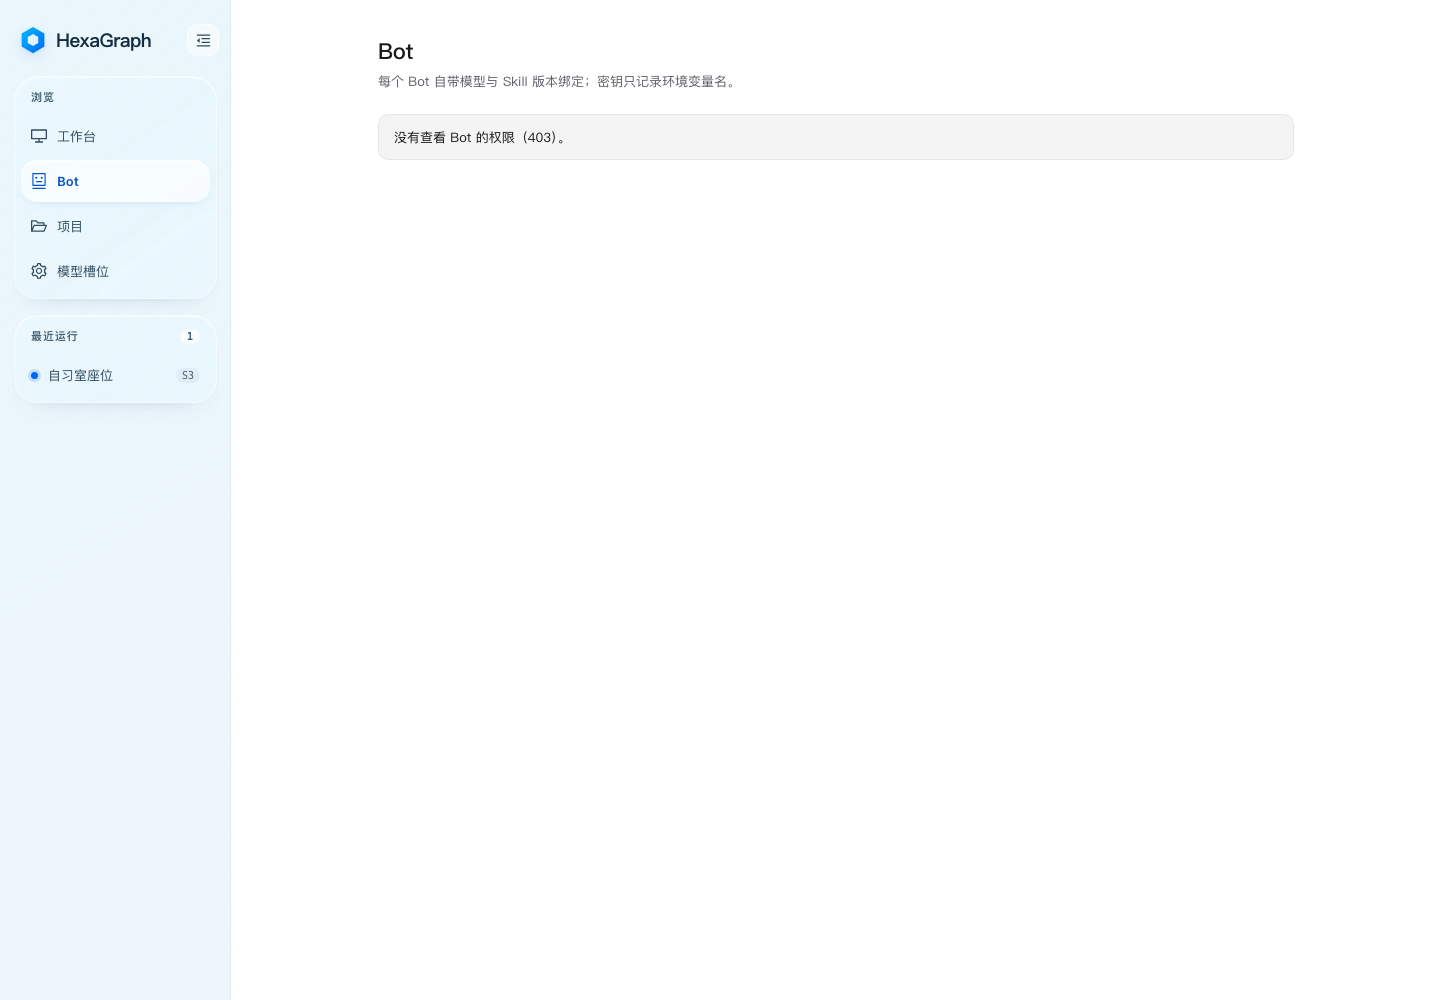 HexaGraph
浏览
工作台
Bot
项目
模型槽位
最近运行 1
自习室座位 S3
Bot
每个 Bot 自带模型与 Skill 版本绑定；密钥只记录环境变量名。
没有查看 Bot 的权限（403）。